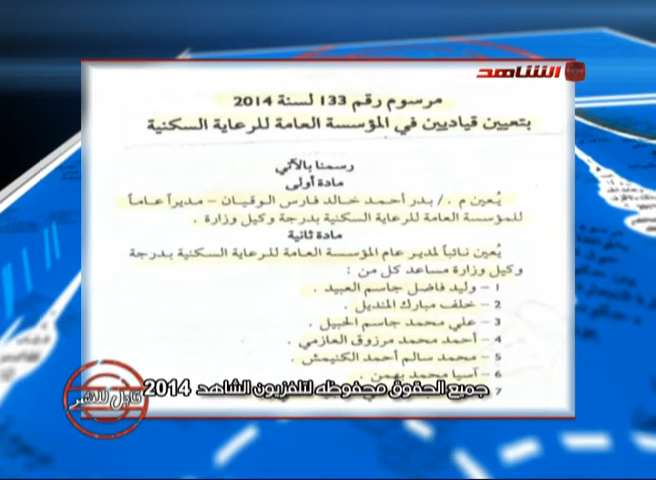 الشاهد
مرسوم رقم 133 لسنة 2014
بتعيين قياديين في المؤسسة العامة للرعاية السكنية
رسمنا بالآتي
مادة أولى
يُعين م . / بدر أحمد خالد فارس الوقيان – مديراً عاماً
للمؤسسة العامة للرعاية السكنية بدرجة وكيل وزارة .
مادة ثانية
يُعين نائباً لمدير عام المؤسسة العامة للرعاية السكنية بدرجة
وكيل وزارة مساعد كل من :
1 – وليد فاضل جاسم العبيد .
2 – خلف مبارك المنديل .
3 – علي محمد جاسم الحبيل .
4 – أحمد محمد مرزوق العازمي .
5 – محمد سالم أحمد الكنيمش .
6 – آسيا محمد بهمن .
7
جميع الحقوق محفوظه لتلفزيون الشاهد 2014
قابل للنشر